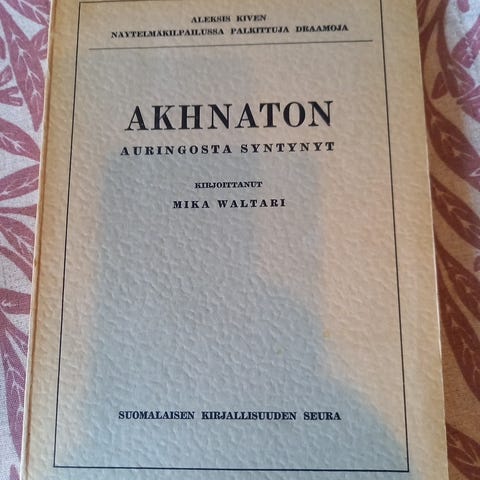 ALEKSIS KIVEN
NÄYTELMÄKILPAILUSSA PALKITTUJA DRAAMOJA
AKHNATON
AURINGOSTA SYNTYNYT
KIRJOITTANUT
MIKA WALTARI
SUOMALAISEN KIRJALLISUUDEN SEURA